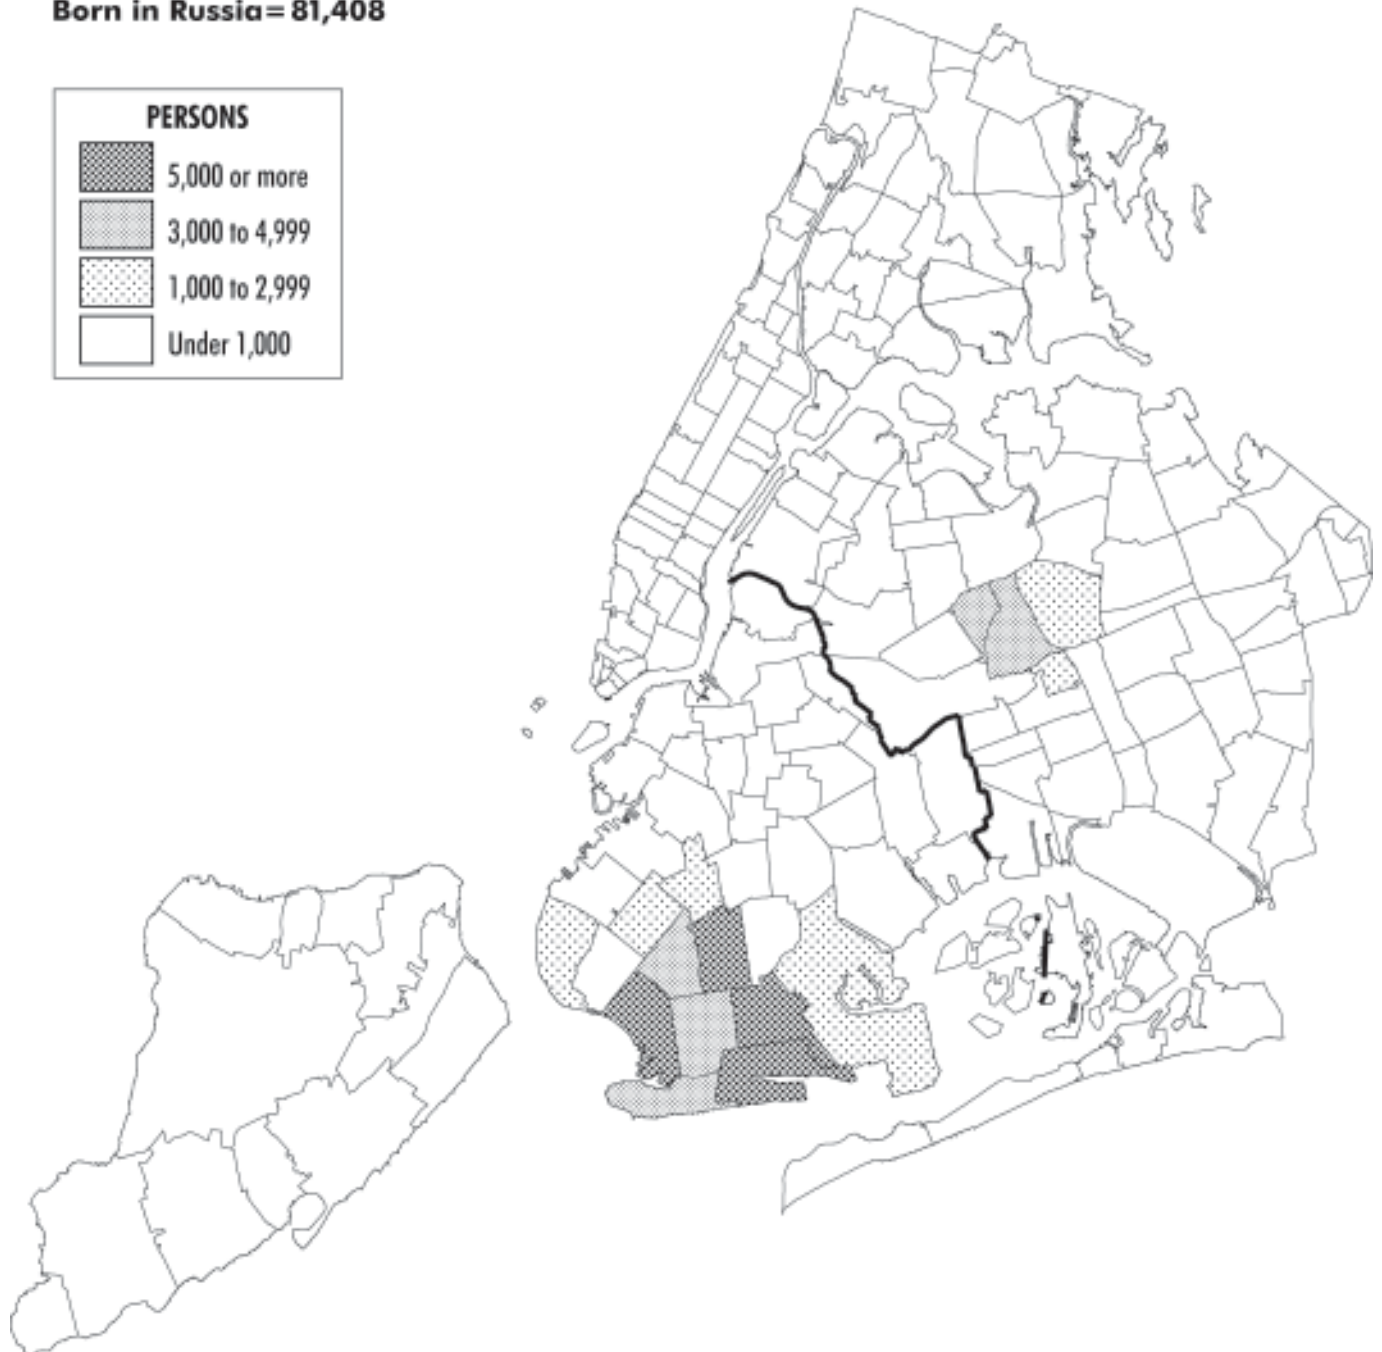 Born in Russia=81,408
PERSONS
5,000 or more
3,000 to 4,999
1,000 to 2,999
Under 1,000